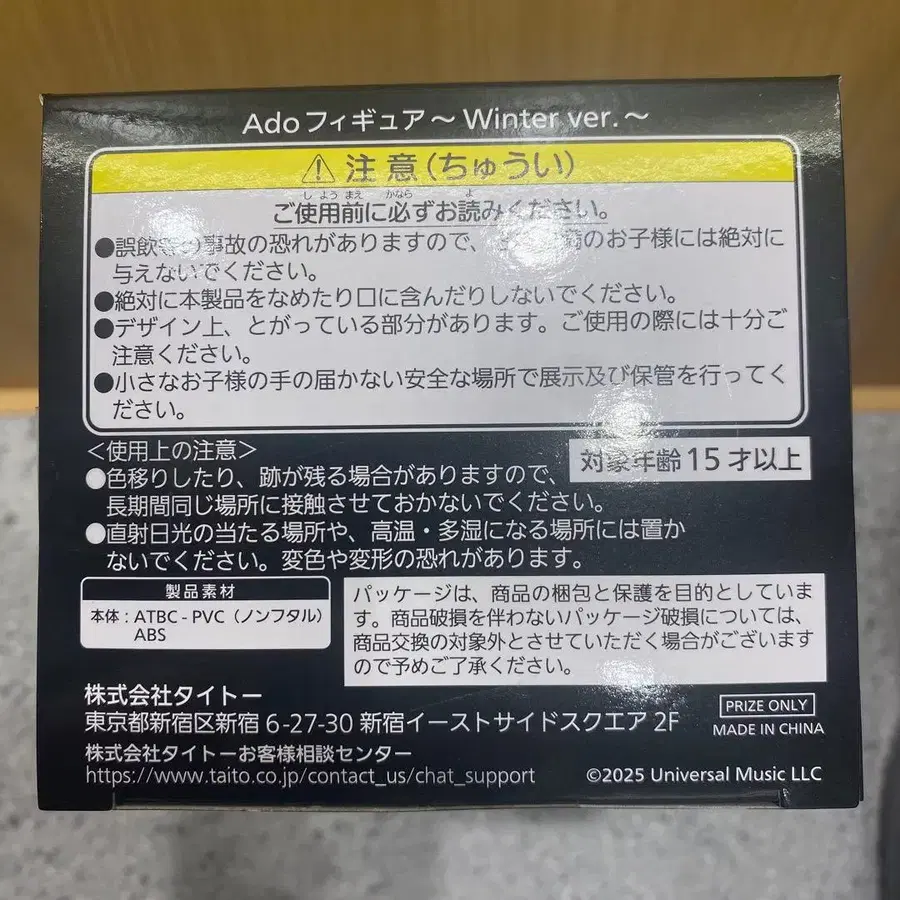 Adoフィギュア～Winter ver.～
注意(ちゅうい)
し よう まえ かなら よ
ご使用前に必ずお読みください。
●誤飲等の事故の恐れがありますので、のお子様には絶対に
与えないでください。
●絶対に本製品をなめたり口に含んだりしないでください。
●デザイン上、とがっている部分があります。ご使用の際には十分ご
注意ください。
●小さなお子様の手の届かない安全な場所で展示及び保管を行ってく
ださい。
＜使用上の注意＞
対象年齢15才以上
●色移りしたり、跡が残る場合がありますので、
長期間同じ場所に接触させておかないでください。
●直射日光の当たる場所や、高温・多湿になる場所には置か
ないでください。変色や変形の恐れがあります。
製品素材
本体：ATBC-PVC（ノンフタル）
ABS
パッケージは、商品の梱包と保護を目的としていま
す。商品破損を伴わないパッケージ破損については、
商品交換の対象外とさせていただく場合がございます
ので予めご了承ください。
株式会社タイトー
東京都新宿区新宿6-27-30 新宿イーストサイドスクエア2F
株式会社タイトーお客様相談センター
https://www.taito.co.jp/contact_us/chat_support
PRIZE ONLY
MADE IN CHINA
©2025 Universal Music LLC